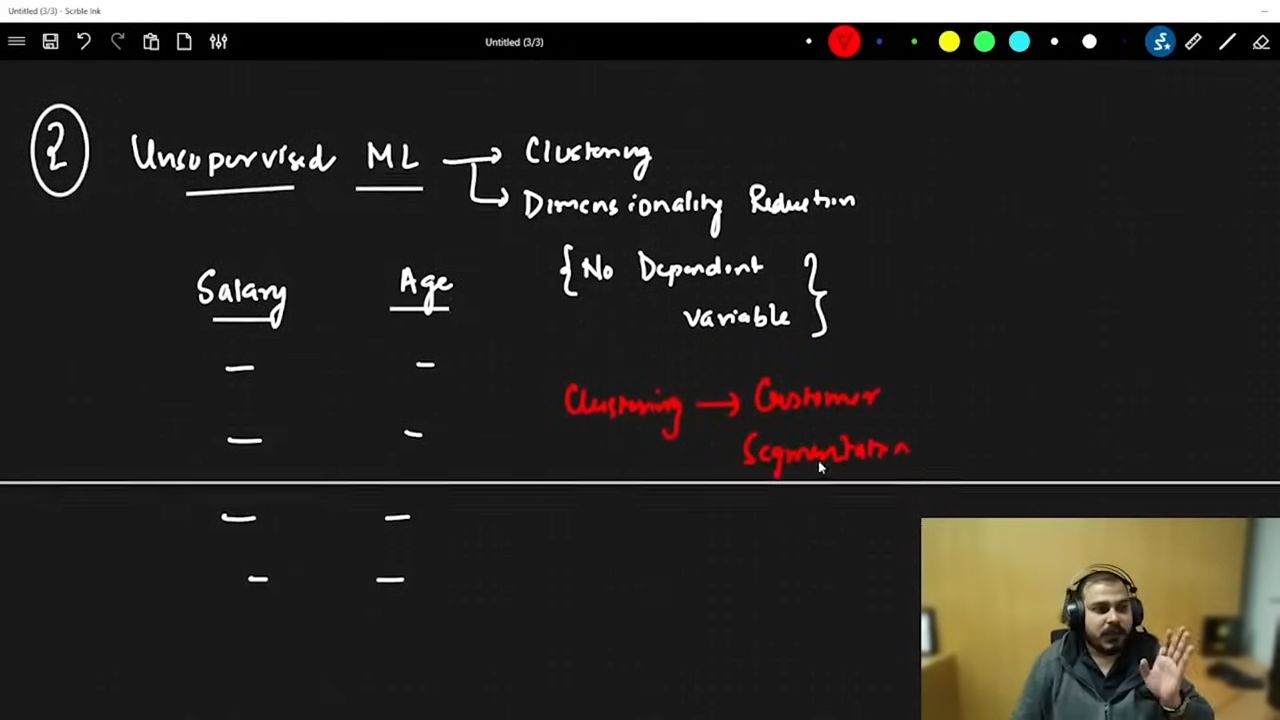 Untitled (3/3) - Scrble Ink
Untitled (3/3)
2 Unsupervised ML → Clustering
→ Dimensionality Reduction
Salary Age
{No Dependent
variable}
Clustering → Customer
Segmentation